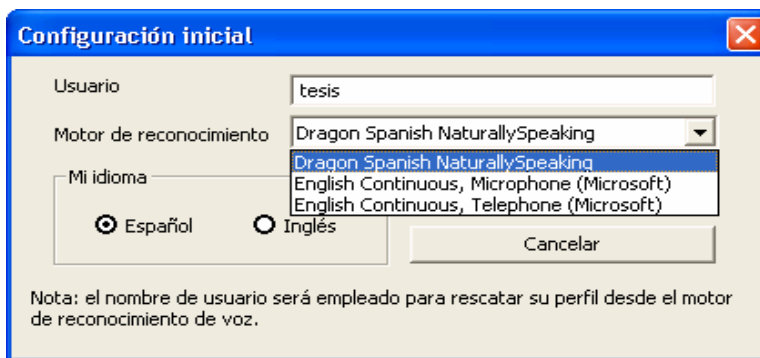 Configuración inicial
Usuario
tesis
Motor de reconocimiento
Dragon Spanish NaturallySpeaking
Dragon Spanish NaturallySpeaking
English Continuous, Microphone (Microsoft)
English Continuous, Telephone (Microsoft)
Mi idioma
Español
Inglés
Cancelar
Nota: el nombre de usuario será empleado para rescatar su perfil desde el motor
de reconocimiento de voz.